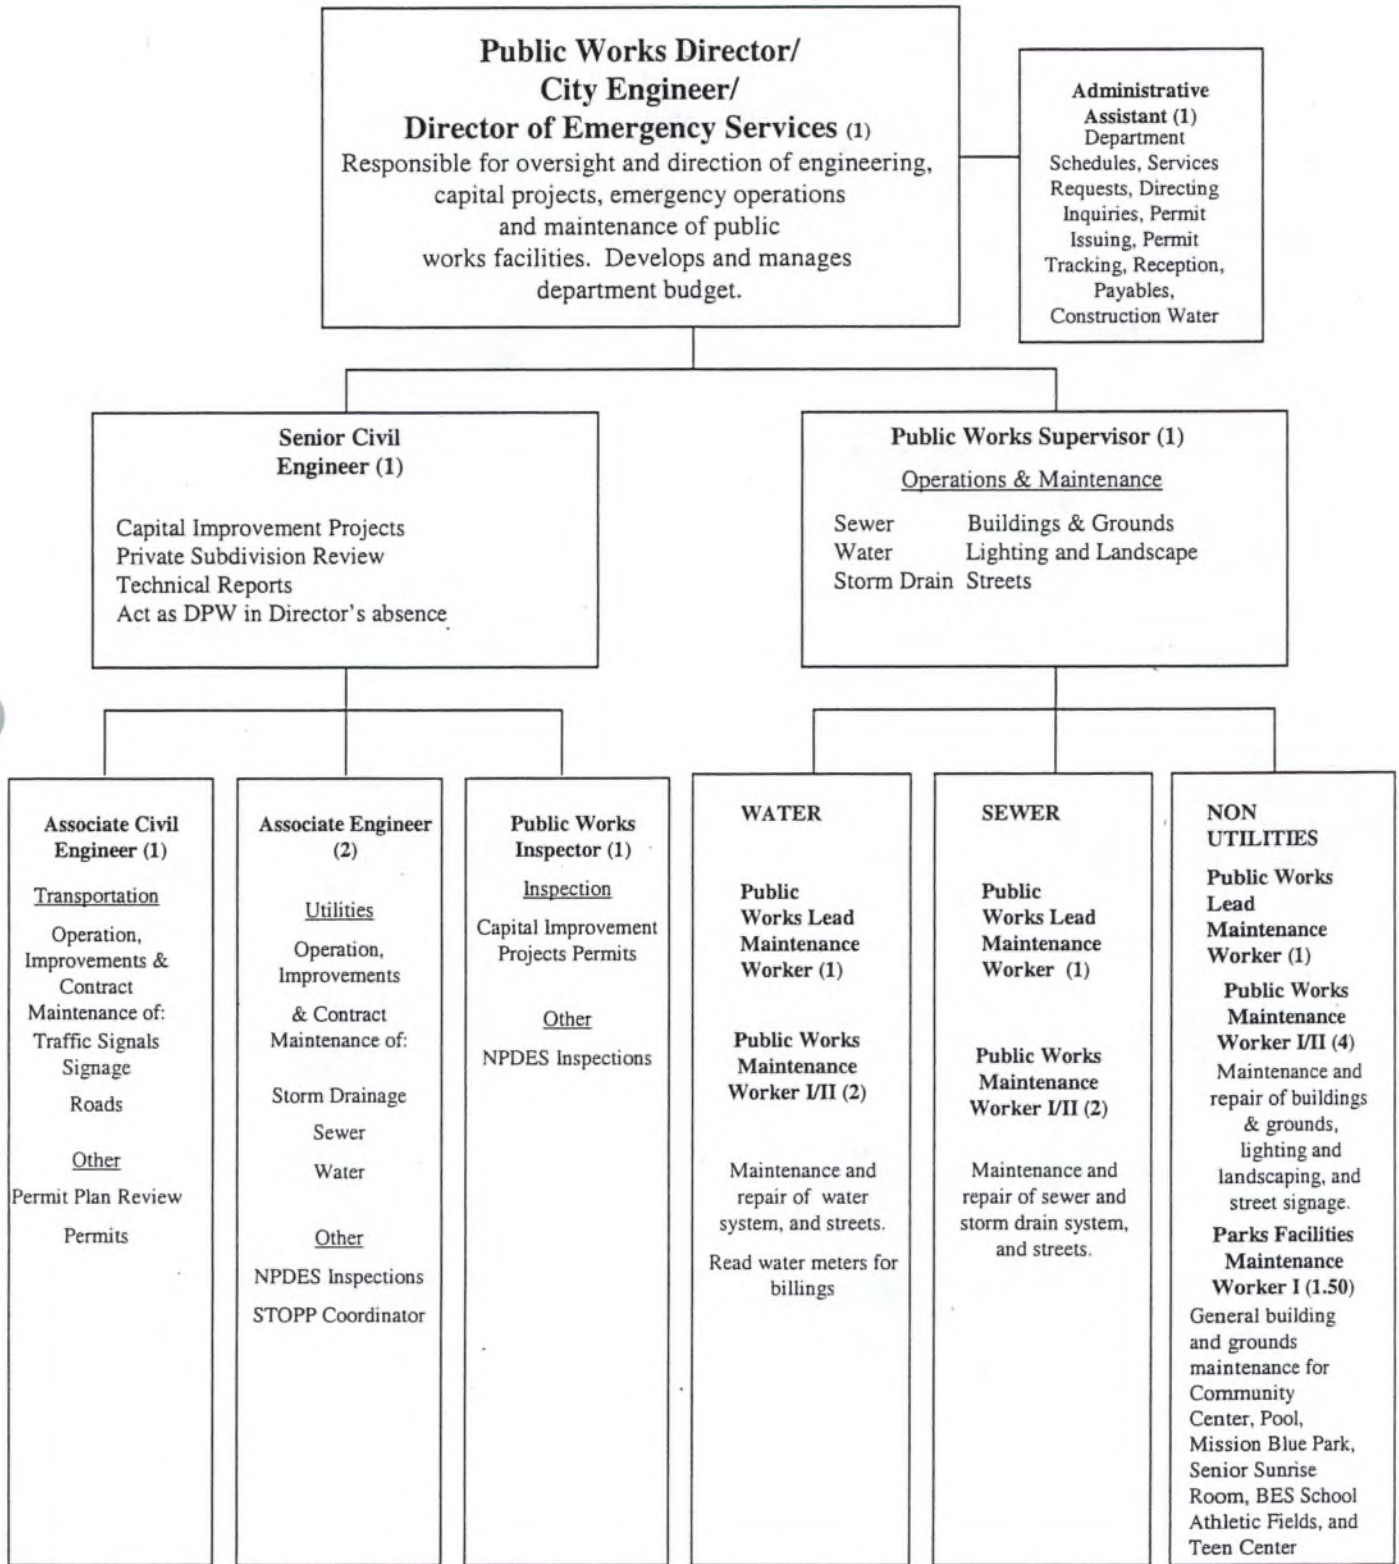 Public Works Director/
City Engineer/
Director of Emergency Services (1)
Responsible for oversight and direction of engineering,
capital projects, emergency operations
and maintenance of public
works facilities. Develops and manages
department budget.
Administrative
Assistant (1)
Department
Schedules, Services
Requests, Directing
Inquiries, Permit
Issuing, Permit
Tracking, Reception,
Payables,
Construction Water
Senior Civil
Engineer (1)
Capital Improvement Projects
Private Subdivision Review
Technical Reports
Act as DPW in Director's absence
Public Works Supervisor (1)
Operations & Maintenance
Sewer Buildings & Grounds
Water Lighting and Landscape
Storm Drain Streets
Associate Civil
Engineer (1)
Transportation
Operation,
Improvements &
Contract
Maintenance of:
Traffic Signals
Signage
Roads
Other
Permit Plan Review
Permits
Associate Engineer
(2)
Utilities
Operation,
Improvements
& Contract
Maintenance of:
Storm Drainage
Sewer
Water
Other
NPDES Inspections
STOPP Coordinator
Public Works
Inspector (1)
Inspection
Capital Improvement
Projects Permits
Other
NPDES Inspections
WATER
Public
Works Lead
Maintenance
Worker (1)
Public Works
Maintenance
Worker I/II (2)
Maintenance and
repair of water
system, and streets.
Read water meters for
billings
SEWER
Public
Works Lead
Maintenance
Worker (1)
Public Works
Maintenance
Worker I/II (2)
Maintenance and
repair of sewer and
storm drain system,
and streets.
NON
UTILITIES
Public Works
Lead
Maintenance
Worker (1)
Public Works
Maintenance
Worker I/II (4)
Maintenance and
repair of buildings
& grounds,
lighting and
landscaping, and
street signage.
Parks Facilities
Maintenance
Worker I (1.50)
General building
and grounds
maintenance for
Community
Center, Pool,
Mission Blue Park,
Senior Sunrise
Room, BES School
Athletic Fields, and
Teen Center